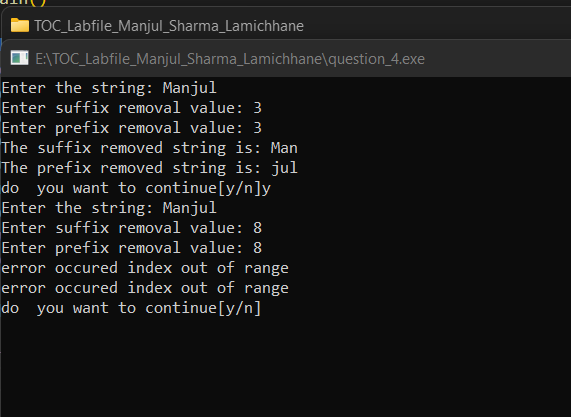 ain()
TOC_Labfile_Manjul_Sharma_Lamichhane
E:\TOC_Labfile_Manjul_Sharma_Lamichhane\question_4.exe
Enter the string: Manjul
Enter suffix removal value: 3
Enter prefix removal value: 3
The suffix removed string is: Man
The prefix removed string is: jul
do  you want to continue[y/n]y
Enter the string: Manjul
Enter suffix removal value: 8
Enter prefix removal value: 8
error occured index out of range
error occured index out of range
do  you want to continue[y/n]